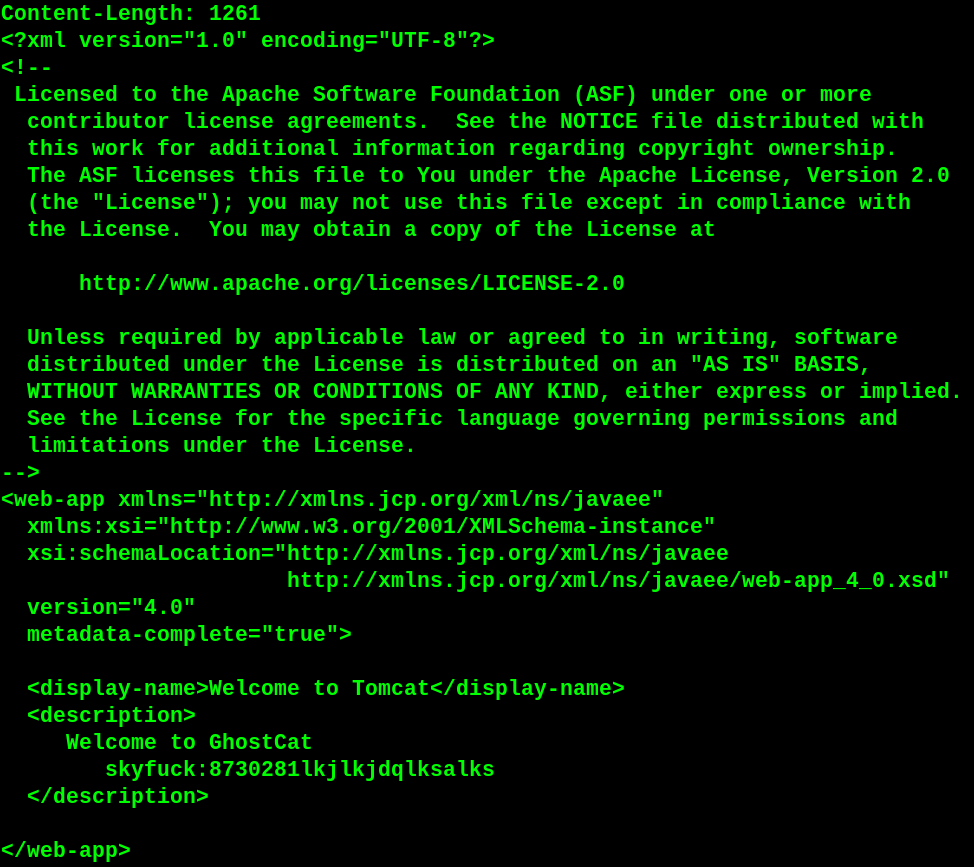 Content-Length: 1261
<?xml version="1.0" encoding="UTF-8"?>
<!--
 Licensed to the Apache Software Foundation (ASF) under one or more
  contributor license agreements.  See the NOTICE file distributed with
  this work for additional information regarding copyright ownership.
  The ASF licenses this file to You under the Apache License, Version 2.0
  (the "License"); you may not use this file except in compliance with
  the License.  You may obtain a copy of the License at

      http://www.apache.org/licenses/LICENSE-2.0

  Unless required by applicable law or agreed to in writing, software
  distributed under the License is distributed on an "AS IS" BASIS,
  WITHOUT WARRANTIES OR CONDITIONS OF ANY KIND, either express or implied.
  See the License for the specific language governing permissions and
  limitations under the License.
-->
<web-app xmlns="http://xmlns.jcp.org/xml/ns/javaee"
  xmlns:xsi="http://www.w3.org/2001/XMLSchema-instance"
  xsi:schemaLocation="http://xmlns.jcp.org/xml/ns/javaee
                      http://xmlns.jcp.org/xml/ns/javaee/web-app_4_0.xsd"
  version="4.0"
  metadata-complete="true">

  <display-name>Welcome to Tomcat</display-name>
  <description>
     Welcome to GhostCat
        skyfuck:8730281lkjlkjdqlksalks
  </description>

</web-app>